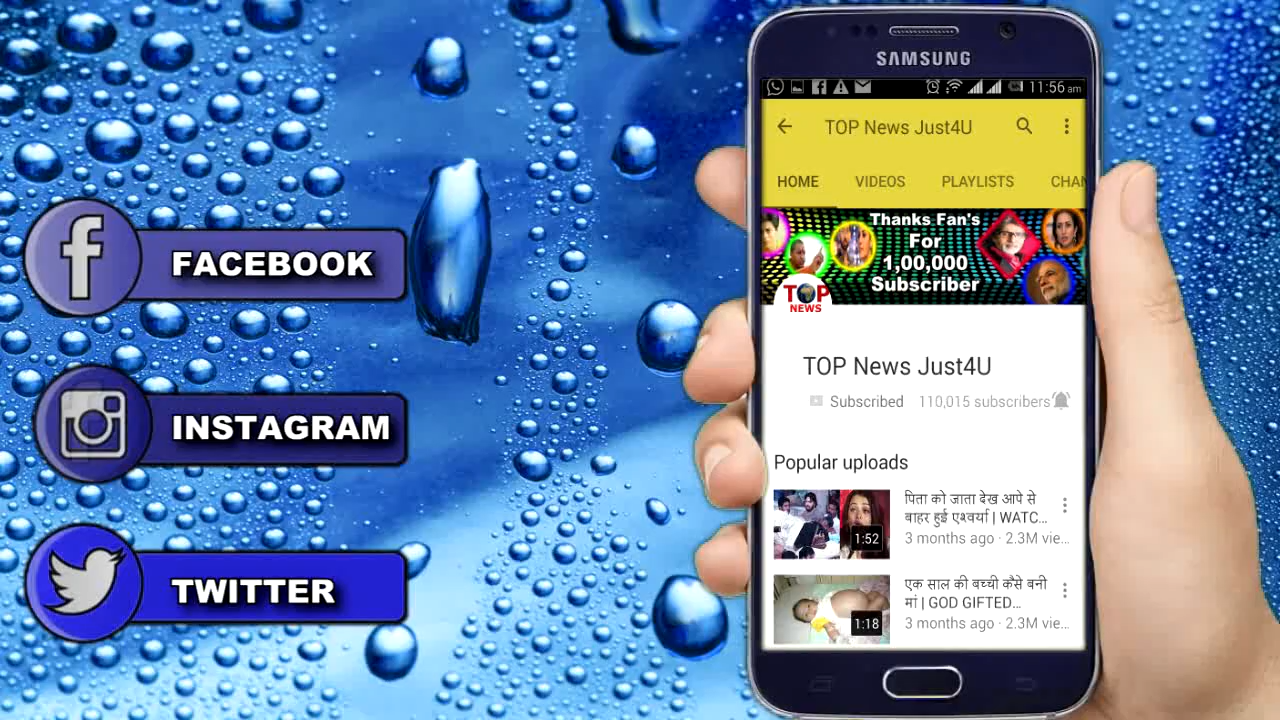 FACEBOOK
INSTAGRAM
TWITTER
SAMSUNG
11:56 am
TOP News Just4U
HOME VIDEOS PLAYLISTS CHAN
Thanks Fan's
For
1,00,000
Subscriber
TOP
NEWS
TOP News Just4U
Subscribed 110,015 subscribers
Popular uploads
पिता को जाता देख आपे से
बाहर हुई एश्वर्या | WATC...
3 months ago · 2.3M vie...
1:52
एक साल की बच्ची कैसे बनी
मां | GOD GIFTED...
3 months ago · 2.3M vie...
1:18